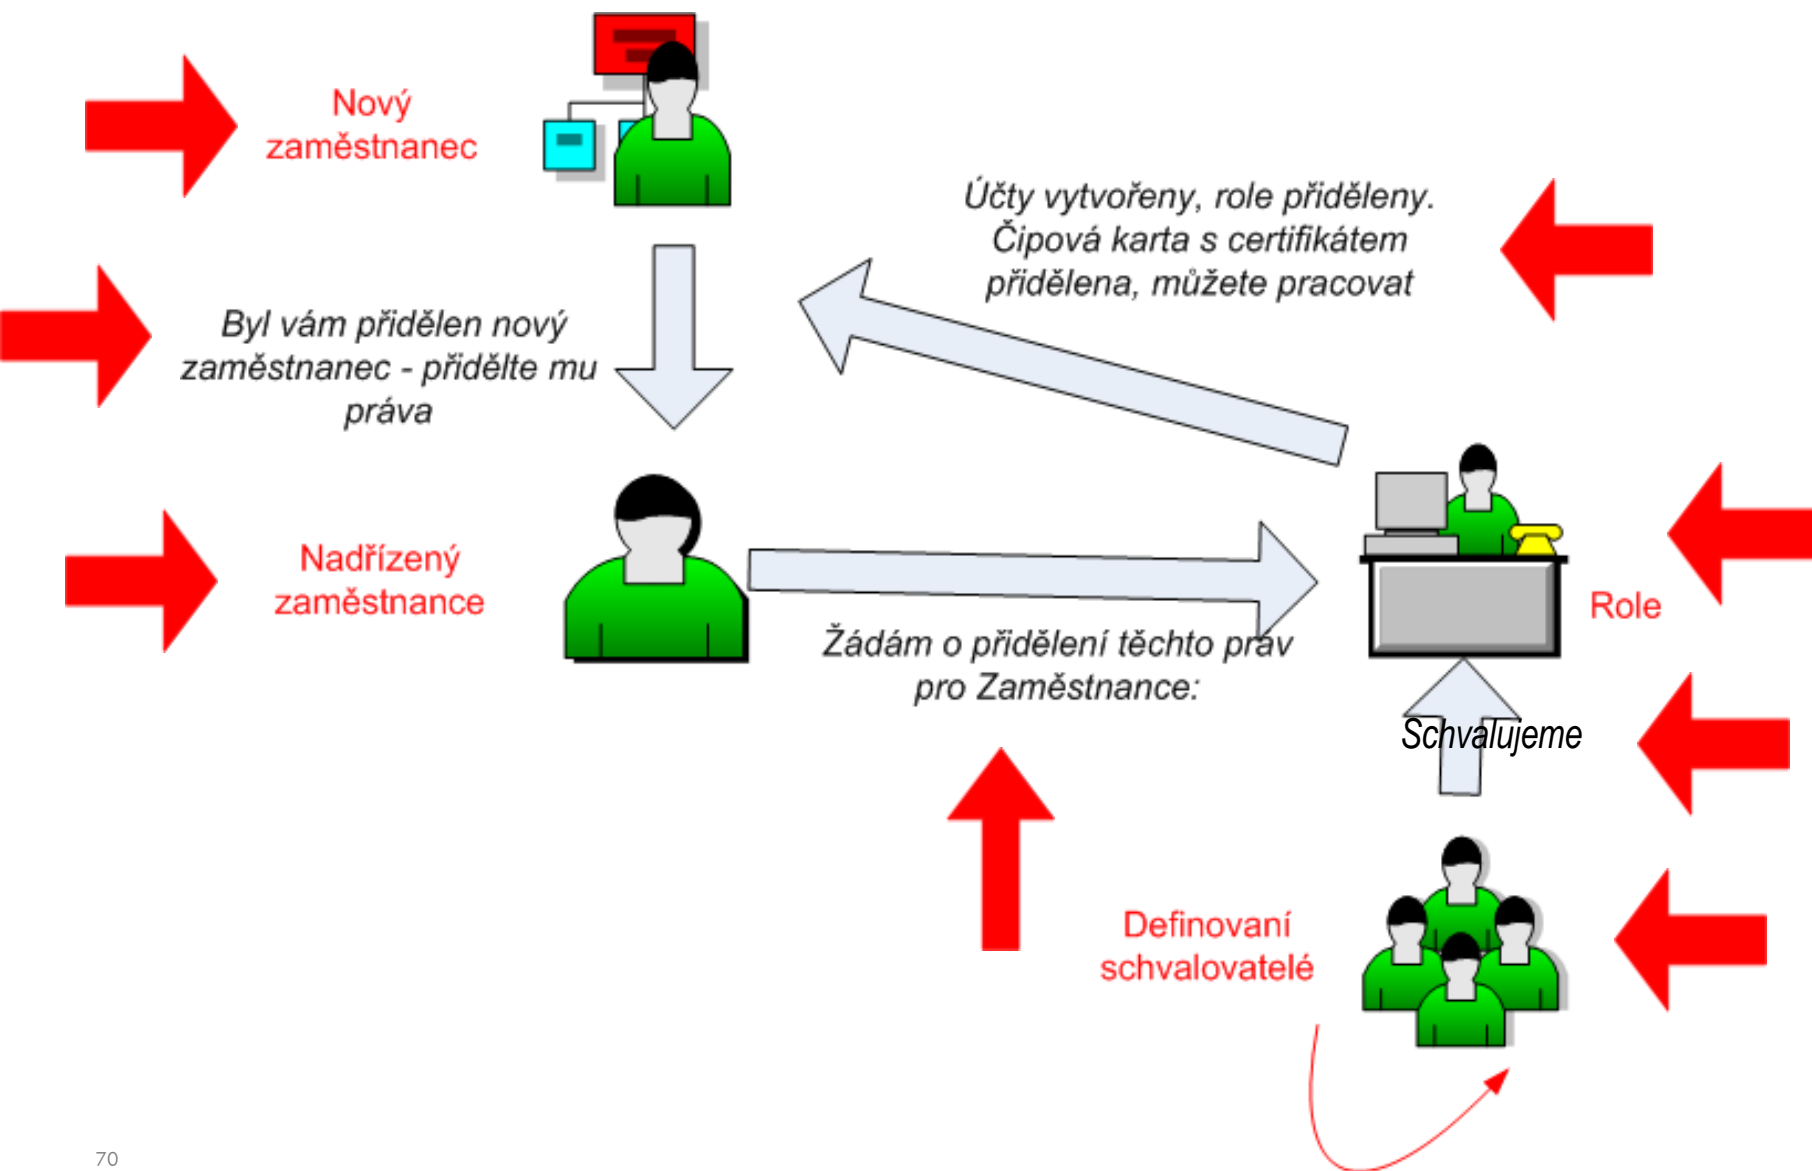 Nový
zaměstnanec
Účty vytvořeny, role přiděleny.
Čipová karta s certifikátem
přidělena, můžete pracovat
Byl vám přidělen nový
zaměstnanec - přidělte mu
práva
Nadřízený
zaměstnance
Role
Žádám o přidělení těchto práv
pro Zaměstnance:
Schvalujeme
Definovaní
schvalovatelé
70